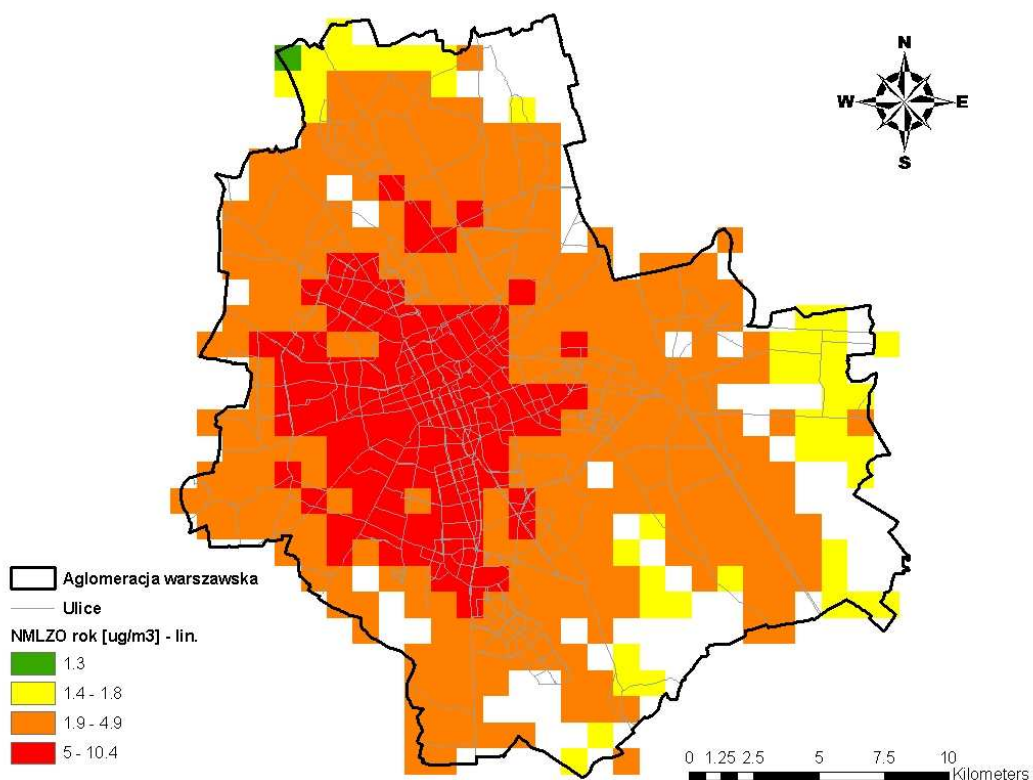 N
W E
S
Aglomeracja warszawska
Ulice
NMLZO rok [ug/m3] - lin.
1.3
1.4 - 1.8
1.9 - 4.9
5 - 10.4
0 1.25 2.5 5 7.5 10
Kilometers